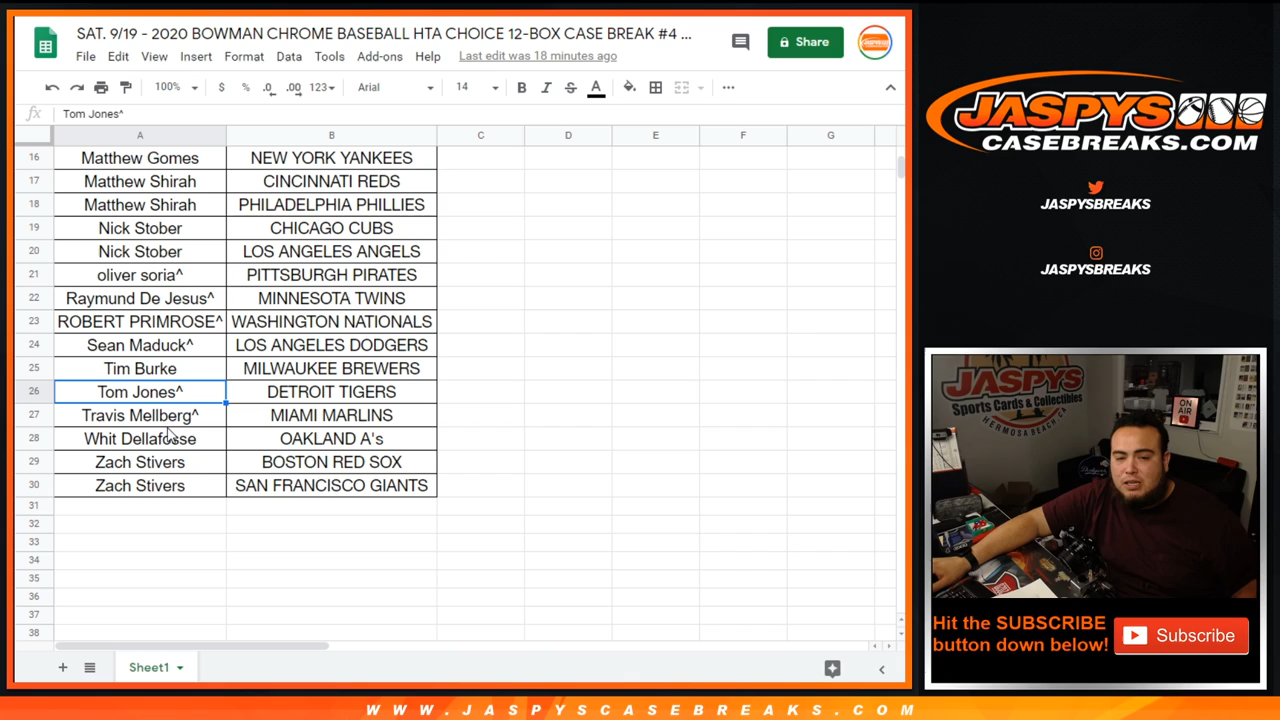 SAT. 9/19 - 2020 BOWMAN CHROME BASEBALL HTA CHOICE 12-BOX CASE BREAK #4 ...
Share
File Edit View Insert Format Data Tools Add-ons Help Last edit was 18 minutes ago
100% $ % .0 .00 123 Arial 14 B I S A
fx Tom Jones^
A B C D E F G
16 Matthew Gomes NEW YORK YANKEES
17 Matthew Shirah CINCINNATI REDS
18 Matthew Shirah PHILADELPHIA PHILLIES
19 Nick Stober CHICAGO CUBS
20 Nick Stober LOS ANGELES ANGELS
21 oliver soria^ PITTSBURGH PIRATES
22 Raymund De Jesus^ MINNESOTA TWINS
23 ROBERT PRIMROSE^ WASHINGTON NATIONALS
24 Sean Maduck^ LOS ANGELES DODGERS
25 Tim Burke MILWAUKEE BREWERS
26 Tom Jones^ DETROIT TIGERS
27 Travis Mellberg^ MIAMI MARLINS
28 Whit Dellafosse OAKLAND A's
29 Zach Stivers BOSTON RED SOX
30 Zach Stivers SAN FRANCISCO GIANTS
31
32
33
34
35
36
37
38
Sheet1
JASPYS
CASEBREAKS.COM
JASPYSBREAKS
JASPYSBREAKS
JASPYS
Sports Cards & Collectibles
HERMOSA BEACH, CA
ON AIR
Hit the SUBSCRIBE
button down below!
Subscribe
WWW.JASPYSCASEBREAKS.COM